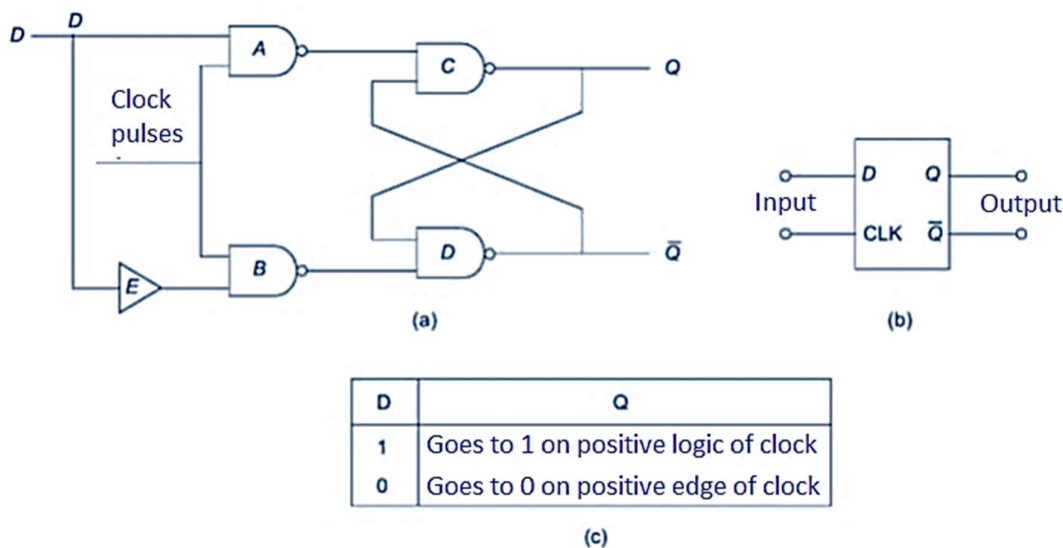 D
D
A
C
Q
Clock
pulses
B
D
Q̅
E
(a)
D Q
Input
Output
CLK Q̅
(b)
D Q
1 Goes to 1 on positive logic of clock
0 Goes to 0 on positive edge of clock
(c)